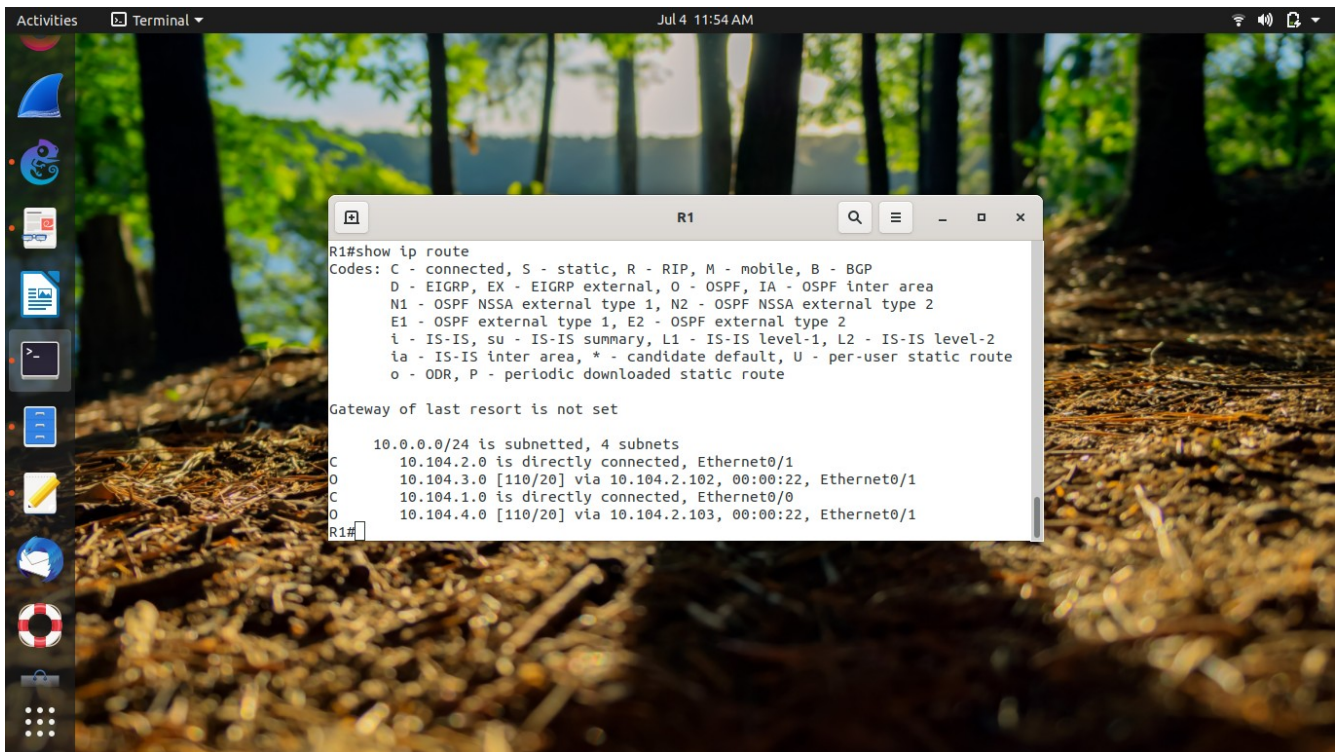 Activities Terminal Jul 4 11:54 AM
R1
R1#show ip route
Codes: C - connected, S - static, R - RIP, M - mobile, B - BGP
D - EIGRP, EX - EIGRP external, O - OSPF, IA - OSPF inter area
N1 - OSPF NSSA external type 1, N2 - OSPF NSSA external type 2
E1 - OSPF external type 1, E2 - OSPF external type 2
i - IS-IS, su - IS-IS summary, L1 - IS-IS level-1, L2 - IS-IS level-2
ia - IS-IS inter area, * - candidate default, U - per-user static route
o - ODR, P - periodic downloaded static route
Gateway of last resort is not set
10.0.0.0/24 is subnetted, 4 subnets
C 10.104.2.0 is directly connected, Ethernet0/1
O 10.104.3.0 [110/20] via 10.104.2.102, 00:00:22, Ethernet0/1
C 10.104.1.0 is directly connected, Ethernet0/0
O 10.104.4.0 [110/20] via 10.104.2.103, 00:00:22, Ethernet0/1
R1#